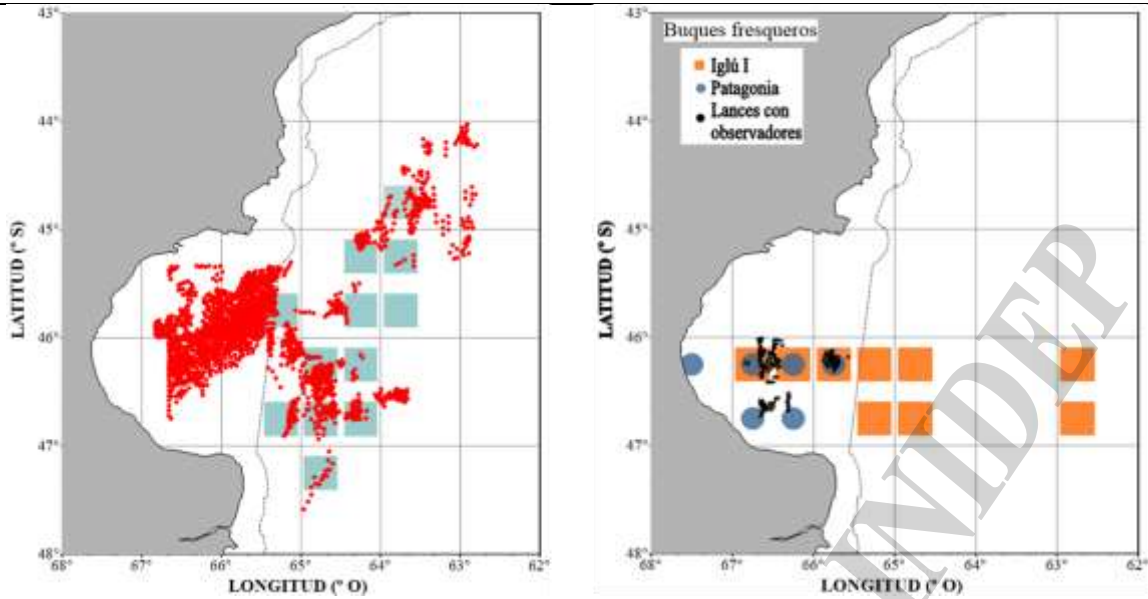 43°
44°
45°
46°
47°
48°
LATITUD (° S)
67°
66°
65°
64°
63°
62°
LONGITUD (° O)
43°
44°
45°
46°
47°
48°
LATITUD (° S)
Buques fresqueros
Iglú I
Patagonia
Lances con
observadores
68°
67°
66°
65°
64°
63°
62°
LONGITUD (° O)
INIDEP